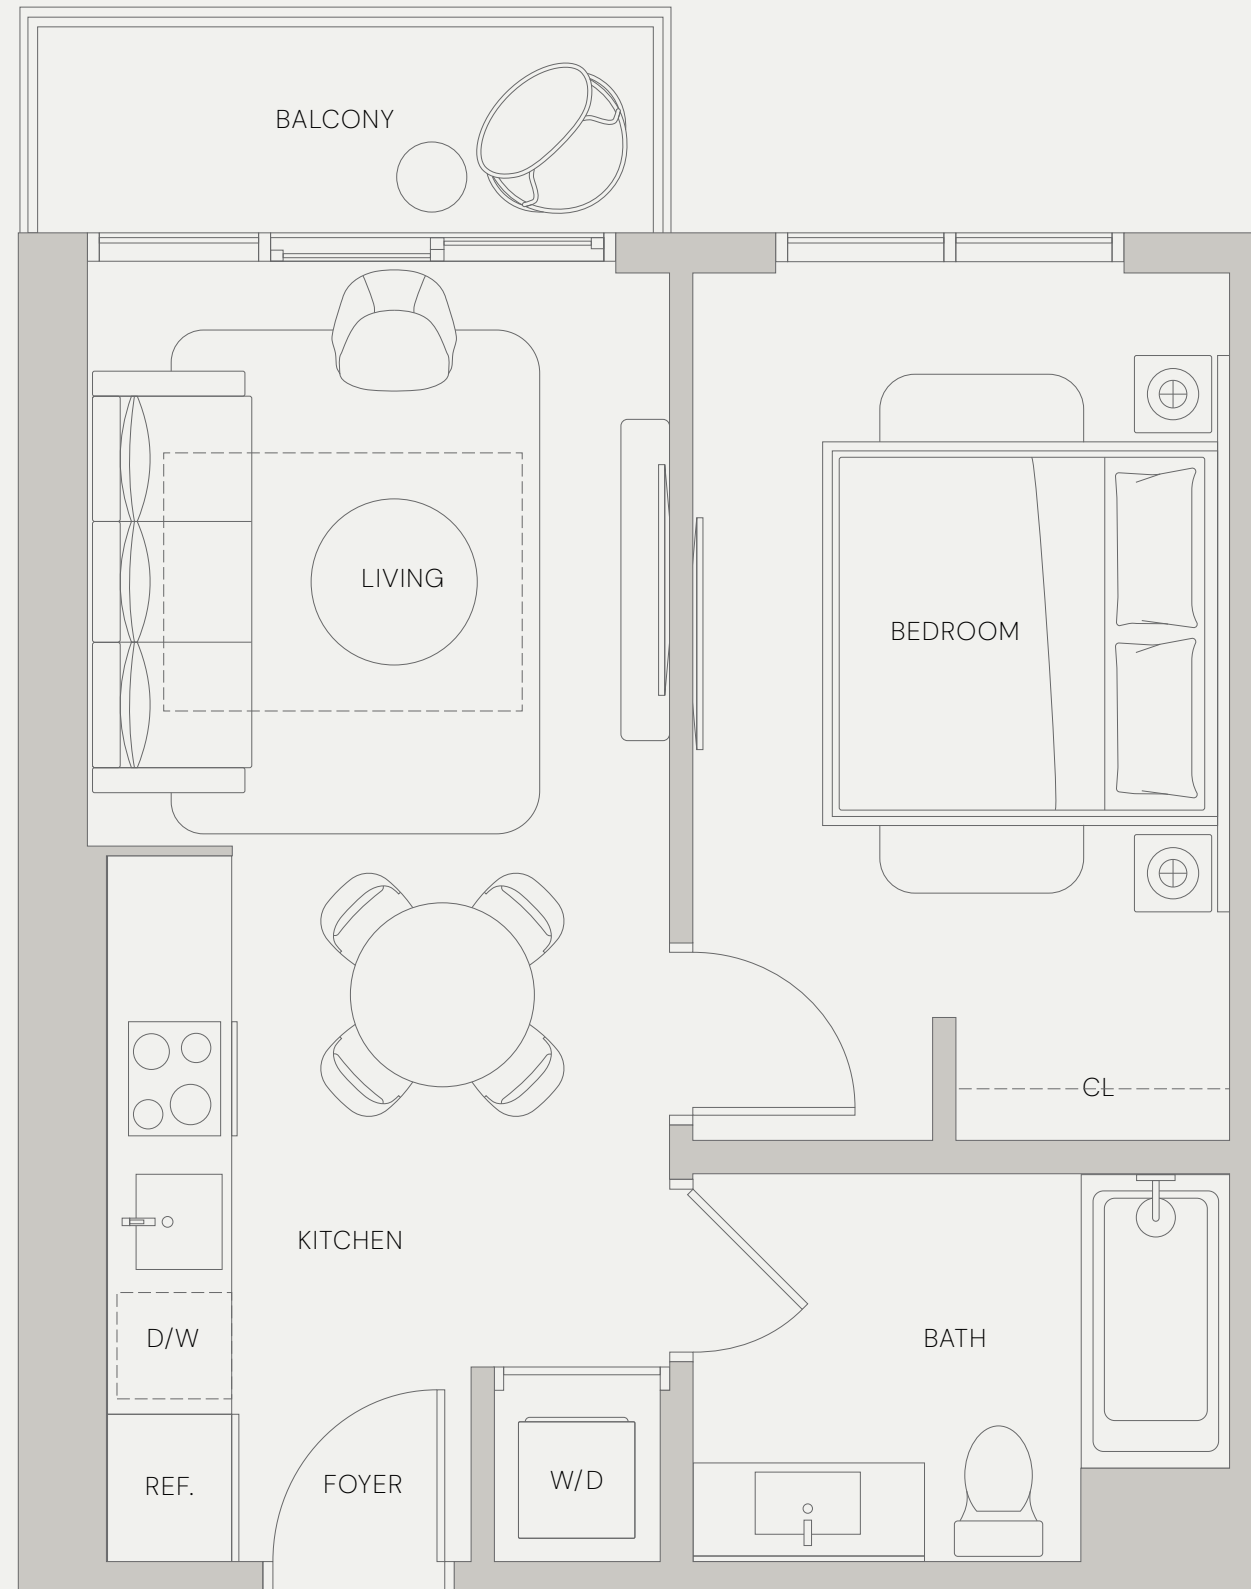 BALCONY
LIVING
BEDROOM
CL
KITCHEN
D/W
BATH
REF.
FOYER
W/D